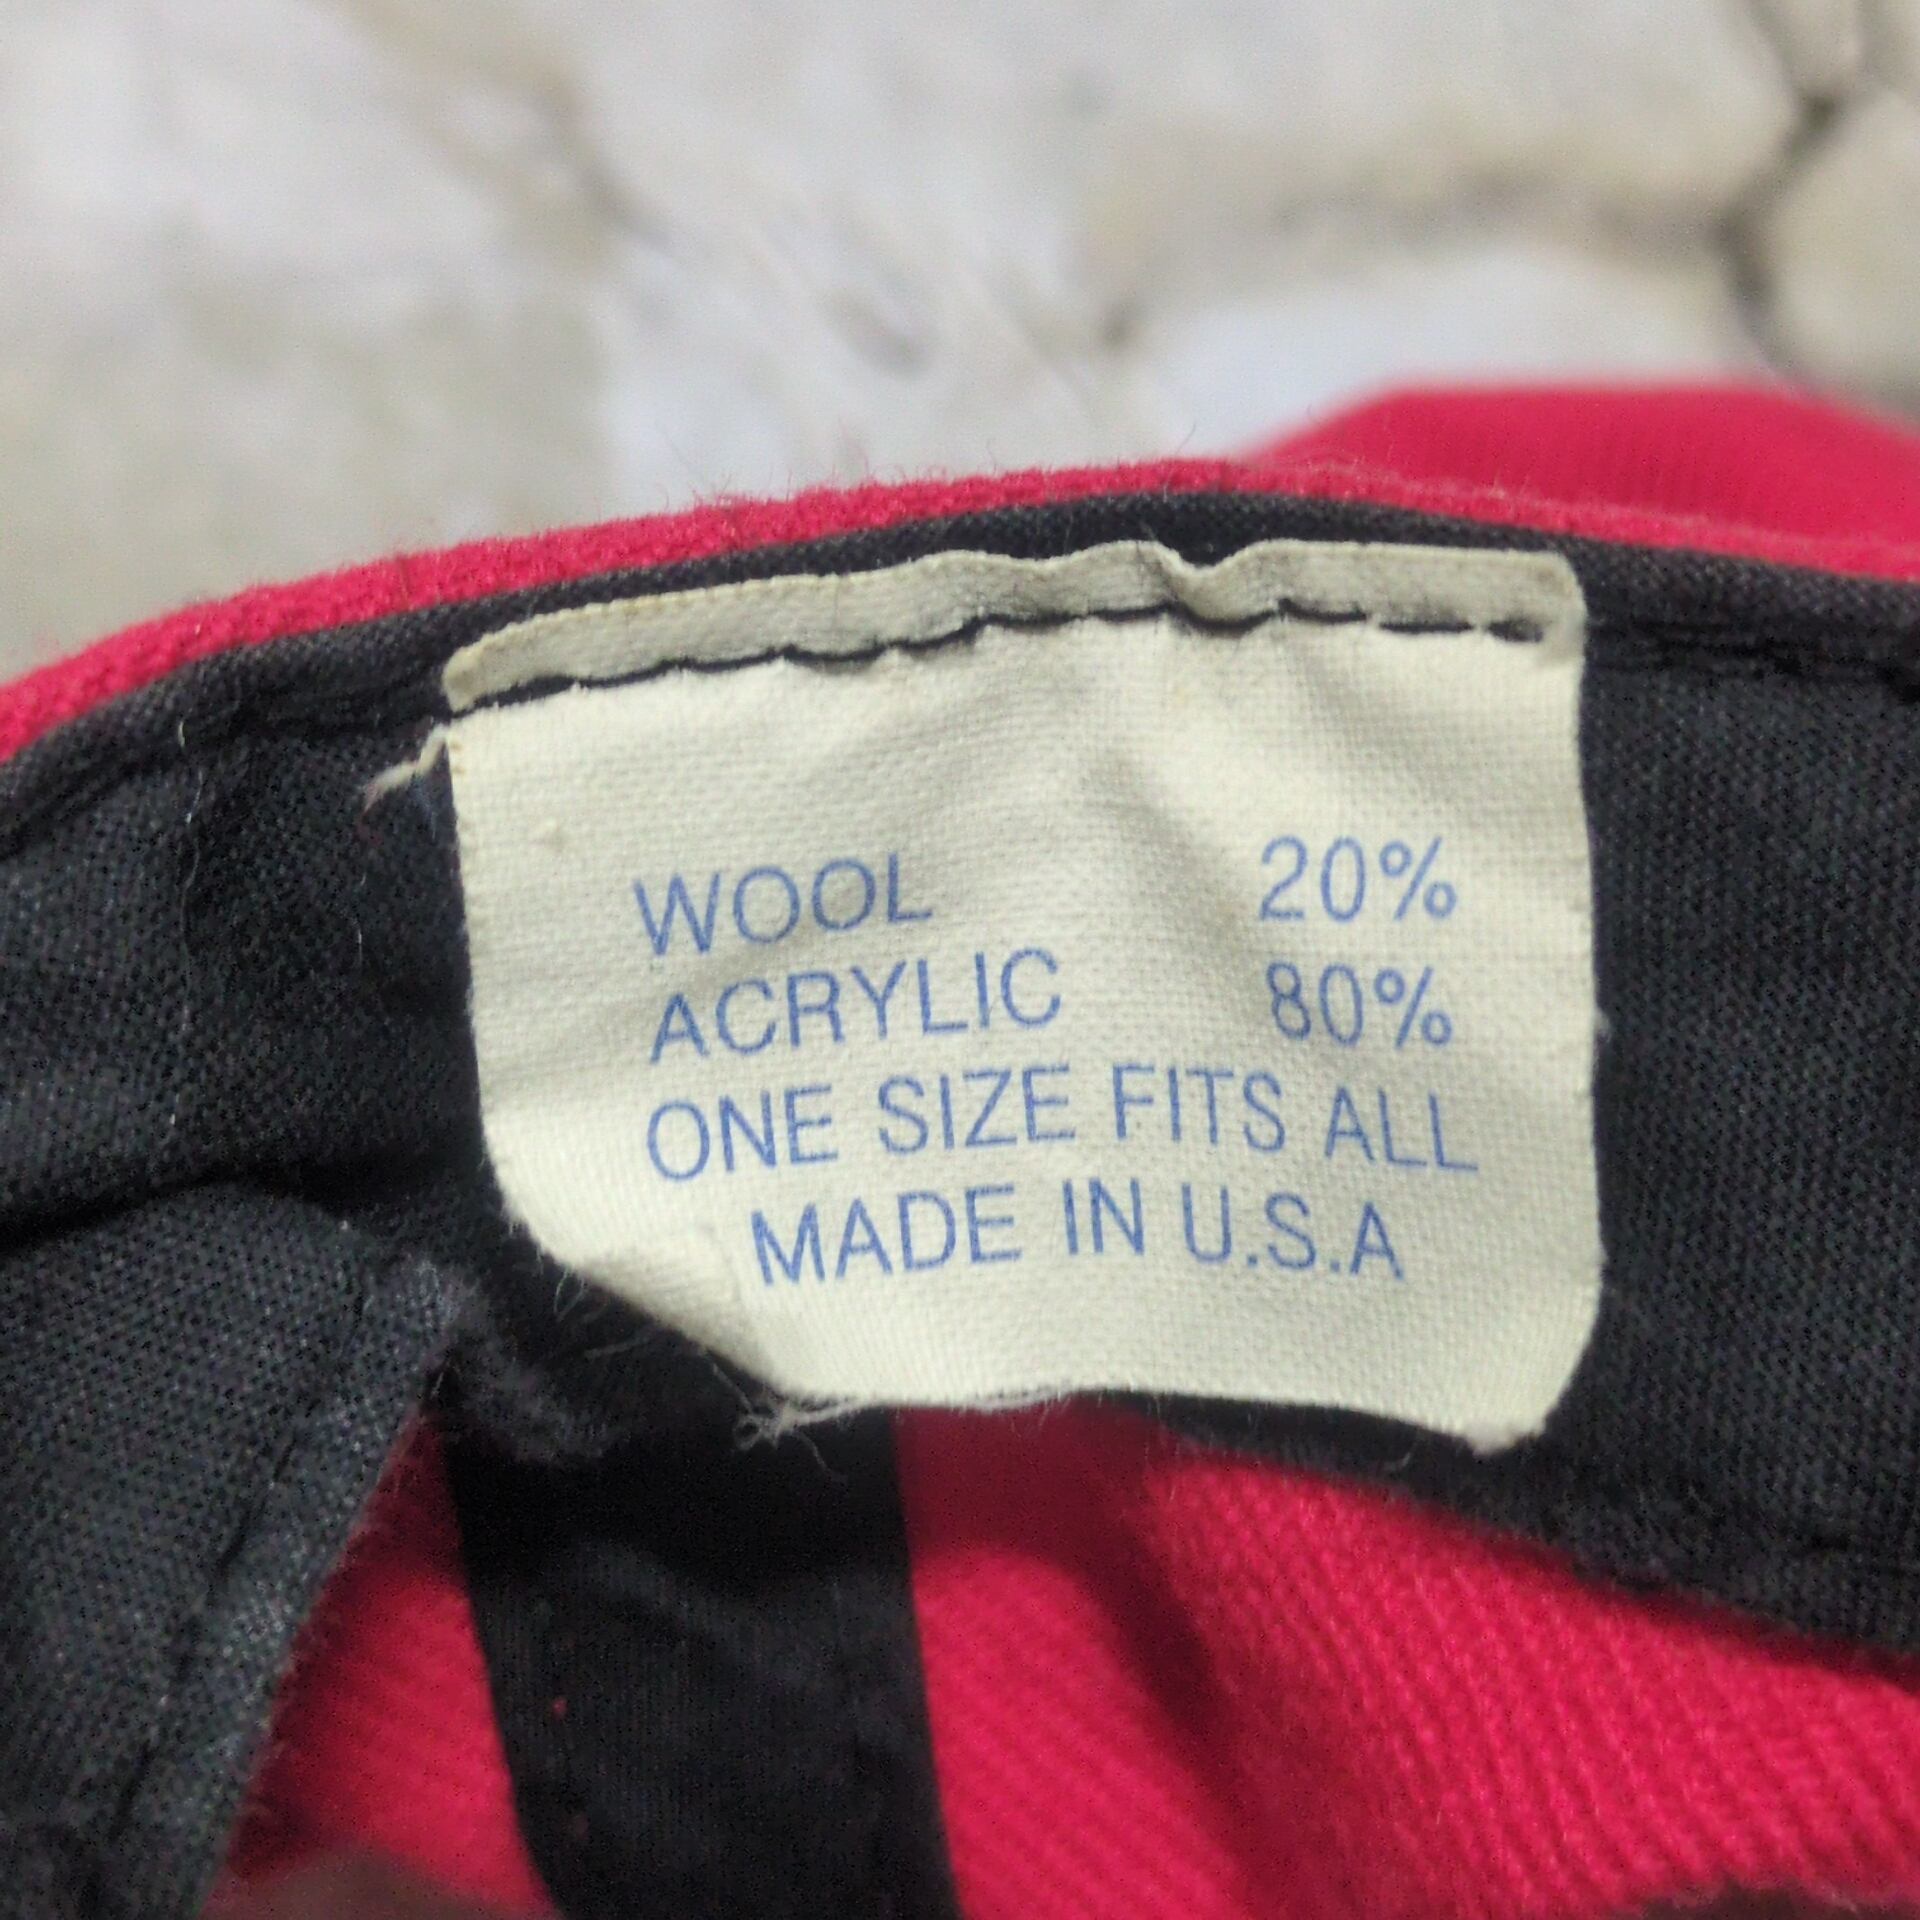 WOOL 20%
ACRYLIC 80%
ONE SIZE FITS ALL
MADE IN U.S.A